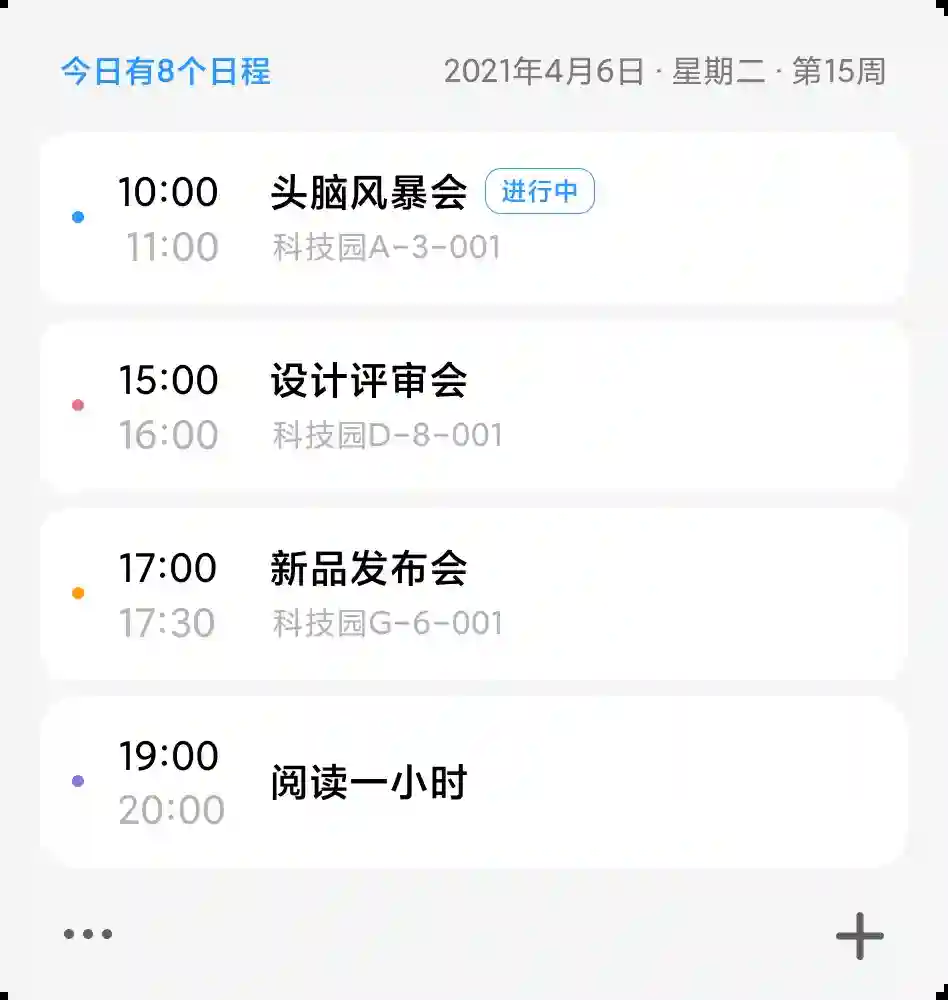 今日有8个日程
2021年4月6日 · 星期二 · 第15周
10:00 头脑风暴会 进行中
11:00 科技园A-3-001
15:00 设计评审会
16:00 科技园D-8-001
17:00 新品发布会
17:30 科技园G-6-001
19:00
阅读一小时
20:00